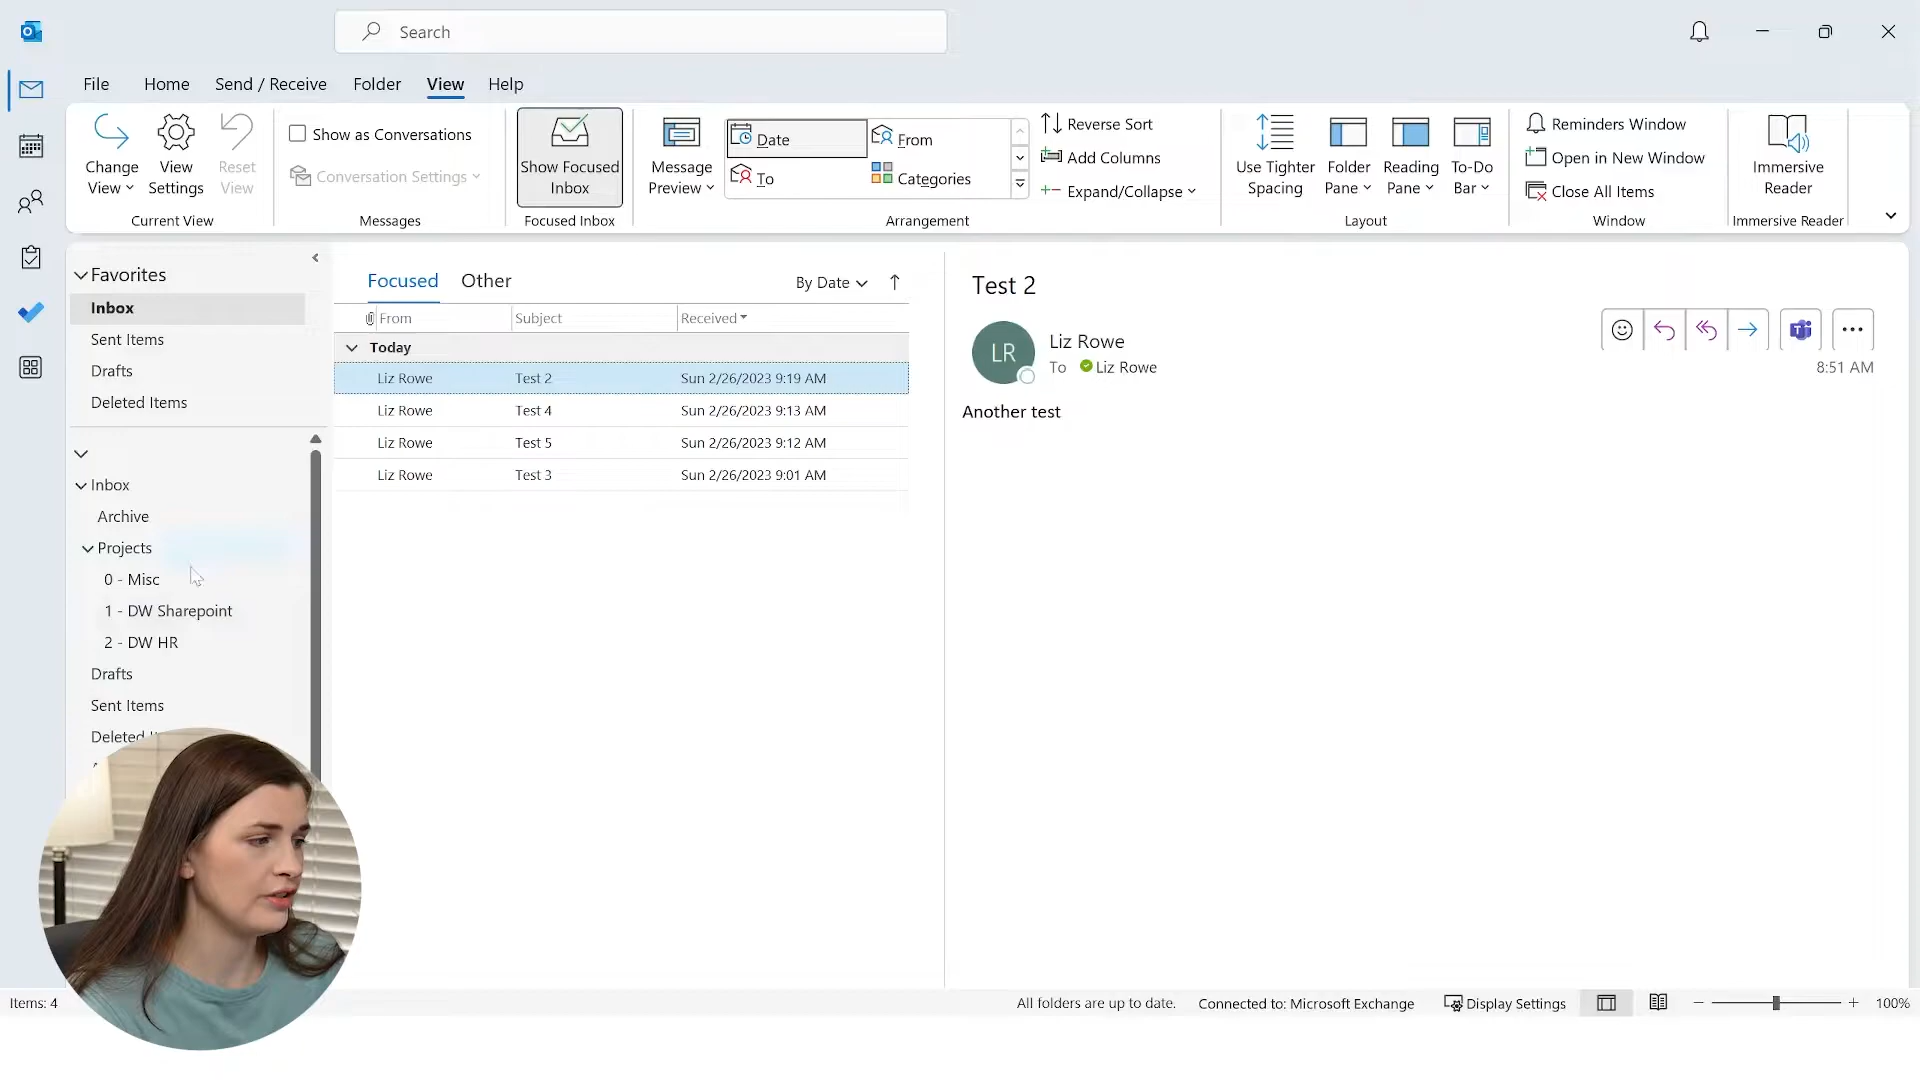 Search
File Home Send / Receive Folder View Help
Change View
View Settings
Reset View
Current View
Show as Conversations
Conversation Settings
Messages
Show Focused Inbox
Focused Inbox
Message Preview
Date
From
To
Categories
Reverse Sort
Add Columns
Expand/Collapse
Arrangement
Use Tighter Spacing
Folder Pane
Reading Pane
To-Do Bar
Layout
Reminders Window
Open in New Window
Close All Items
Window
Immersive Reader
Immersive Reader
Favorites
Inbox
Sent Items
Drafts
Deleted Items
Inbox
Archive
Projects
0 - Misc
1 - DW Sharepoint
2 - DW HR
Drafts
Sent Items
Deleted
Focused Other By Date
From Subject Received
Today
Liz Rowe Test 2 Sun 2/26/2023 9:19 AM
Liz Rowe Test 4 Sun 2/26/2023 9:13 AM
Liz Rowe Test 5 Sun 2/26/2023 9:12 AM
Liz Rowe Test 3 Sun 2/26/2023 9:01 AM
Test 2
LR
Liz Rowe
To Liz Rowe
8:51 AM
Another test
Items: 4
All folders are up to date. Connected to: Microsoft Exchange Display Settings 100%